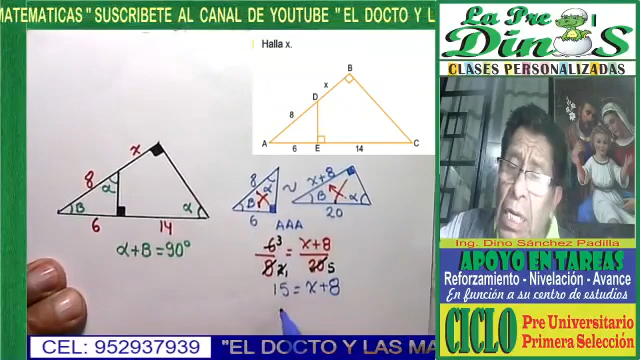 MATEMATICAS" SUSCRIBETE AL CANAL DE YOUTUBE "EL DOCTO Y L
La Pre
DinoS
CLASES PERSONALIZADAS
Halla x.
B
x
D
8
A
6
E
14
C
x
8
α
B
α
6
14
α+B=90°
8
α
B
x
6
~
x+8
B
x
α
20
AAA
6 3 = x+8
8 2 1 20 5
15 = x+8
Ing. Dino Sánchez Padilla
APOYO EN TAREAS
Reforzamiento - Nivelación - Avance
En función a su centro de estudios
CICLO Pre Universitario
Primera Selección
CEL: 952937939 "EL DOCTO Y LAS MA